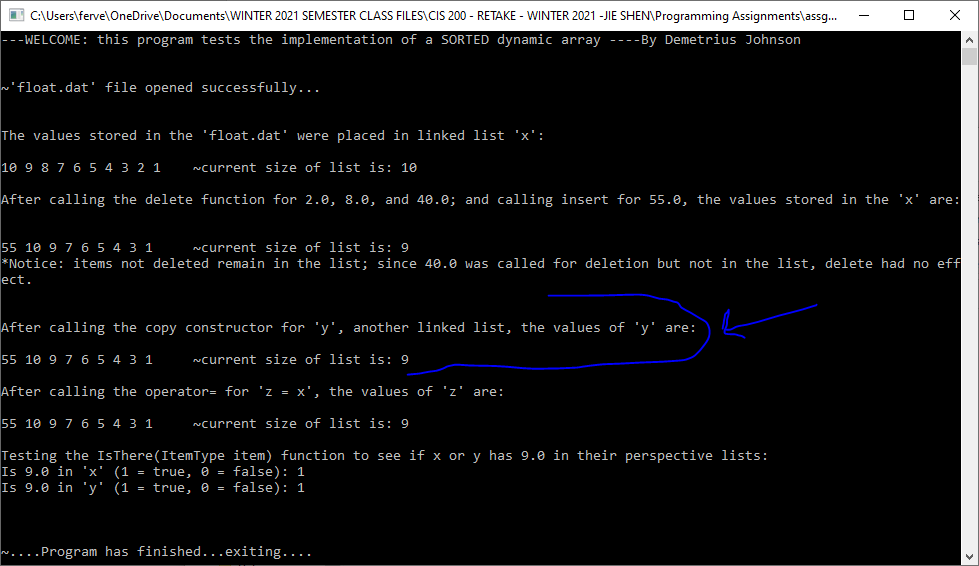 C:\Users\ferve\OneDrive\Documents\WINTER 2021 SEMESTER CLASS FILES\CIS 200 - RETAKE - WINTER 2021 -JIE SHEN\Programming Assignments\assg...
---WELCOME: this program tests the implementation of a SORTED dynamic array ----By Demetrius Johnson
~'float.dat' file opened successfully...
The values stored in the 'float.dat' were placed in linked list 'x':
10 9 8 7 6 5 4 3 2 1    ~current size of list is: 10
After calling the delete function for 2.0, 8.0, and 40.0; and calling insert for 55.0, the values stored in the 'x' are:
55 10 9 7 6 5 4 3 1     ~current size of list is: 9
*Notice: items not deleted remain in the list; since 40.0 was called for deletion but not in the list, delete had no eff
ect.
After calling the copy constructor for 'y', another linked list, the values of 'y' are:
55 10 9 7 6 5 4 3 1     ~current size of list is: 9
After calling the operator= for 'z = x', the values of 'z' are:
55 10 9 7 6 5 4 3 1     ~current size of list is: 9
Testing the IsThere(ItemType item) function to see if x or y has 9.0 in their perspective lists:
Is 9.0 in 'x' (1 = true, 0 = false): 1
Is 9.0 in 'y' (1 = true, 0 = false): 1
~....Program has finished...exiting....